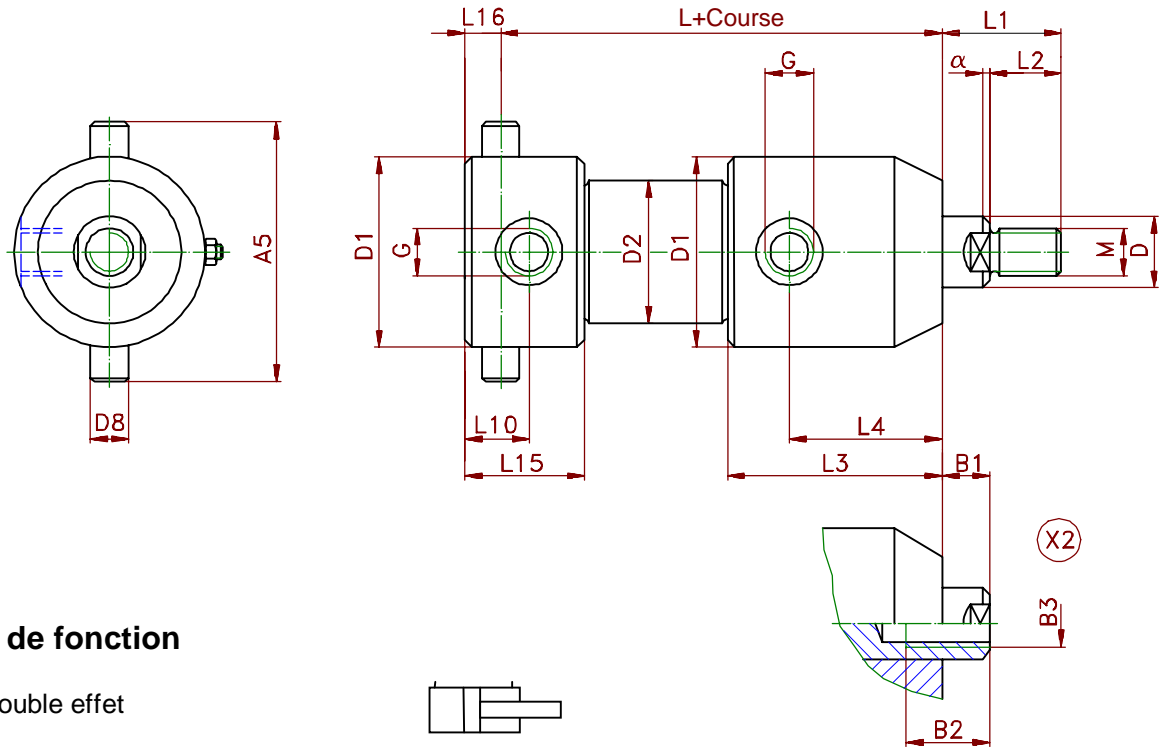 L16
L+Course
L1
G
α
L2
A5
D1
G
D2
D1
M
D
D8
L10
L4
L15
L3
B1
X2
B3
de fonction
ouble effet
B2